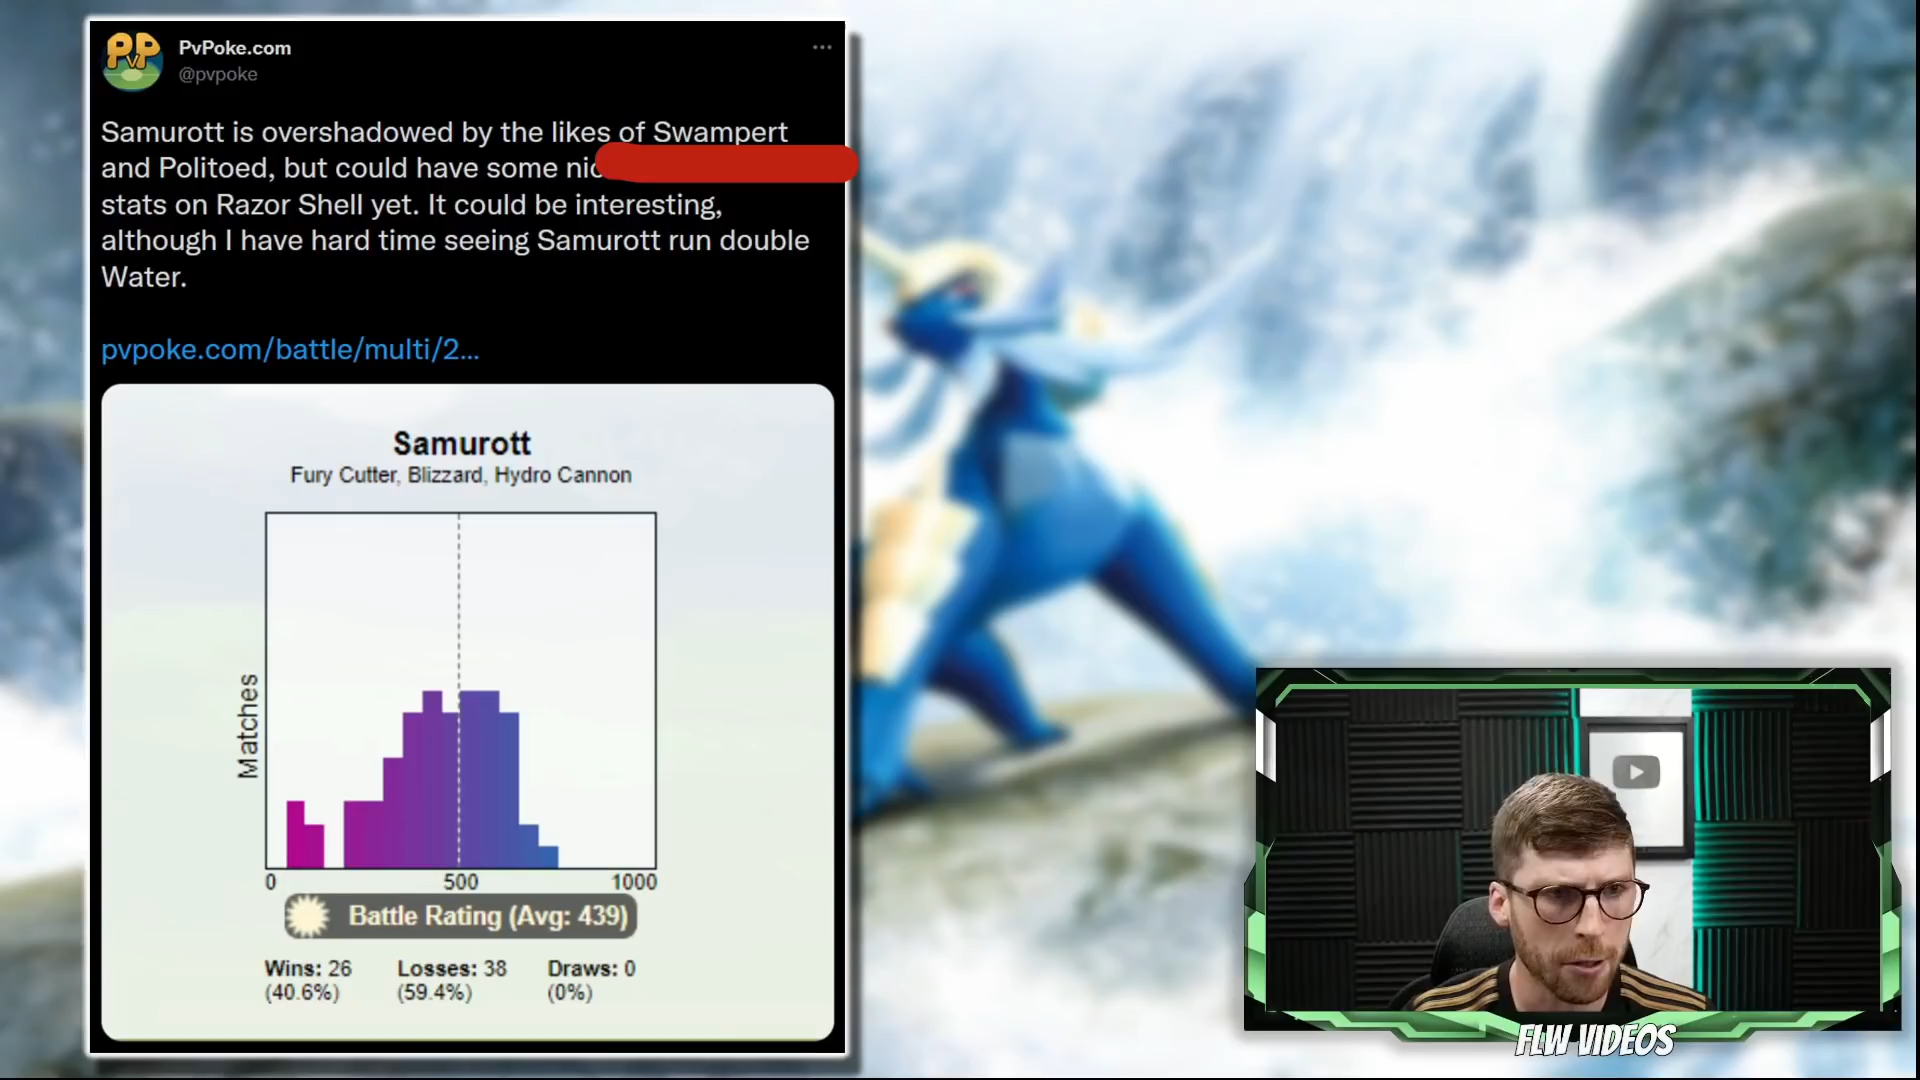 PvP
PvPoke.com
@pvpoke
Samurott is overshadowed by the likes of Swampert
and Politoed, but could have some
stats on Razor Shell yet. It could be interesting,
although I have hard time seeing Samurott run double
Water.
pvpoke.com/battle/multi/2...
Samurott
Fury Cutter, Blizzard, Hydro Cannon
Matches
0 500 1000
Battle Rating (Avg: 439)
Wins: 26 Losses: 38 Draws: 0
(40.6%) (59.4%) (0%)
FLW VIDEOS